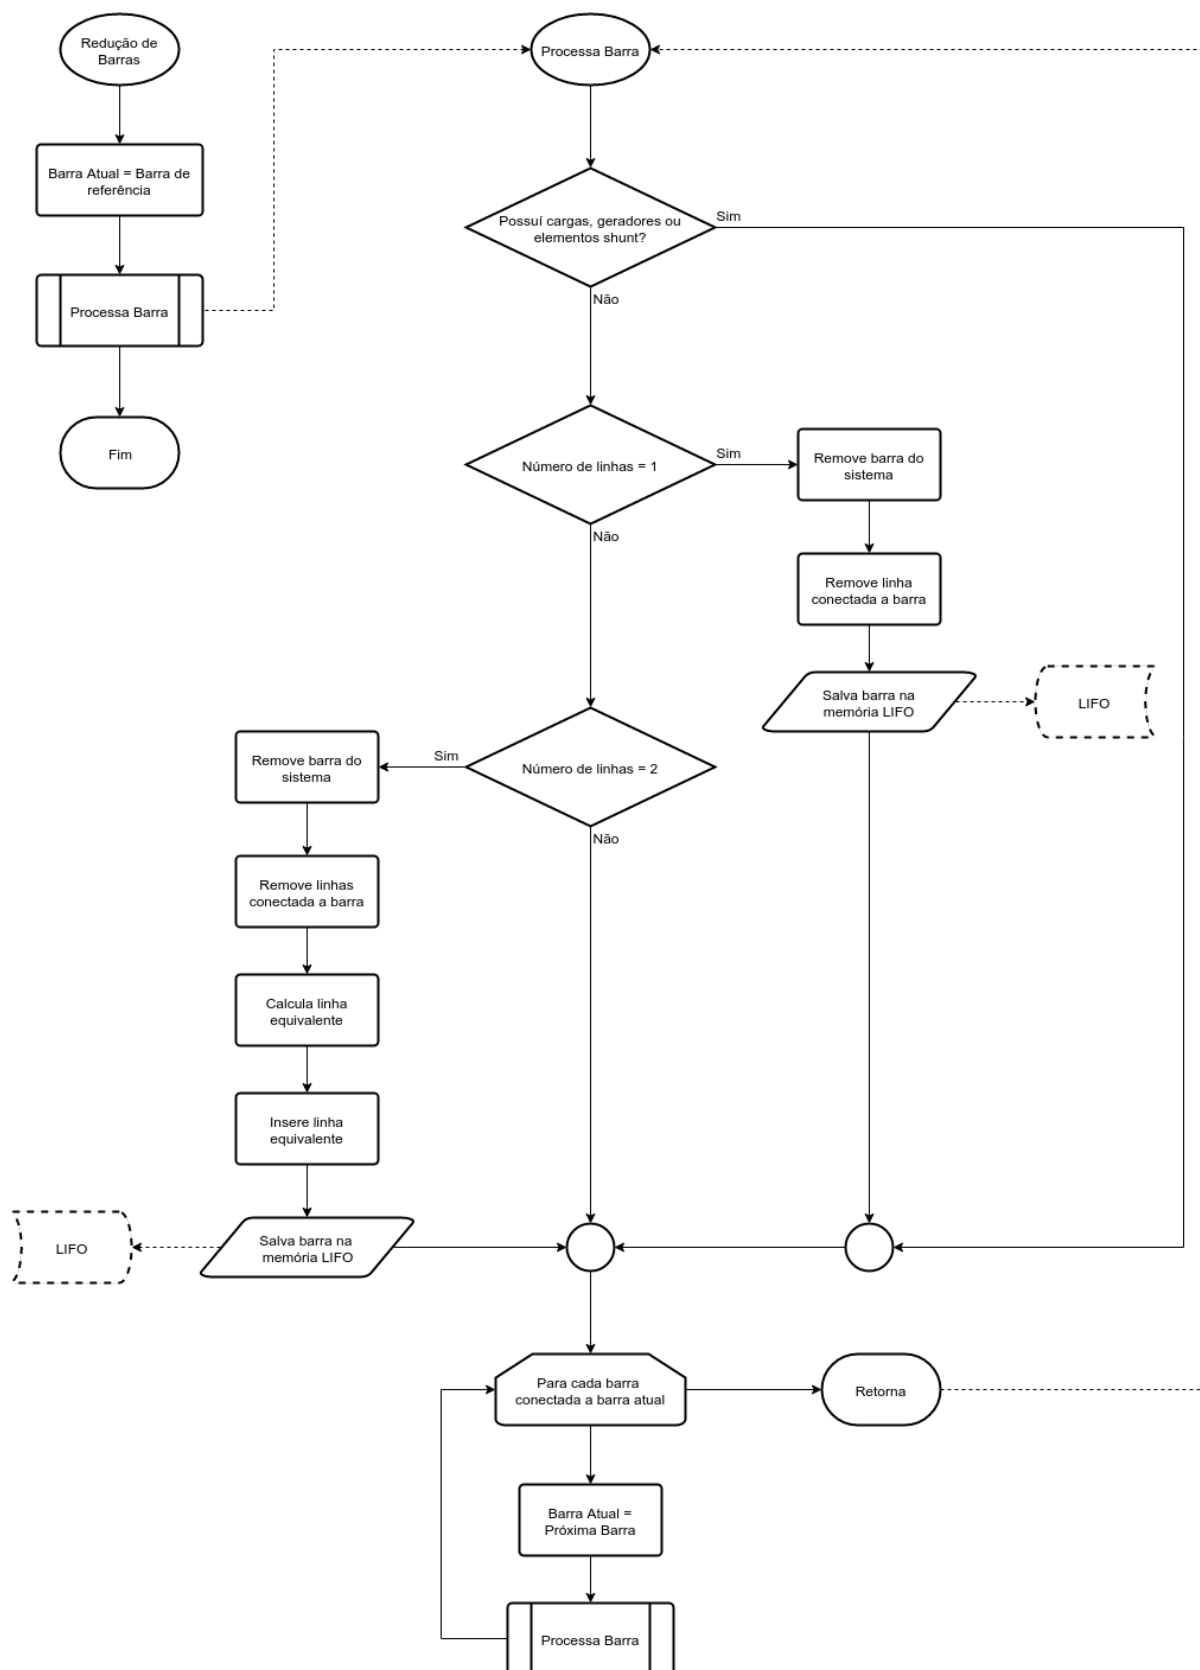 Redução de
Barras
Barra Atual = Barra de
referência
Processa Barra
Fim
Processa Barra
Possuí cargas, geradores ou
elementos shunt?
Sim
Não
Número de linhas = 1
Sim
Não
Remove barra do
sistema
Remove linha
conectada a barra
Salva barra na
memória LIFO
LIFO
Número de linhas = 2
Sim
Não
Remove barra do
sistema
Remove linhas
conectada a barra
Calcula linha
equivalente
Insere linha
equivalente
Salva barra na
memória LIFO
LIFO
Para cada barra
conectada a barra atual
Retorna
Barra Atual =
Próxima Barra
Processa Barra